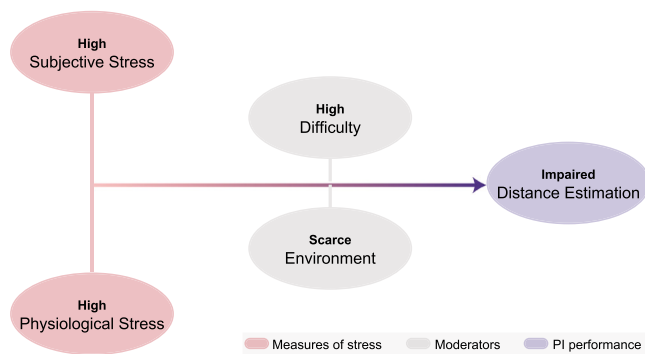 High
Subjective Stress
High
Difficulty
Impaired
Distance Estimation
Scarce
Environment
High
Physiological Stress
Measures of stress
Moderators
PI performance